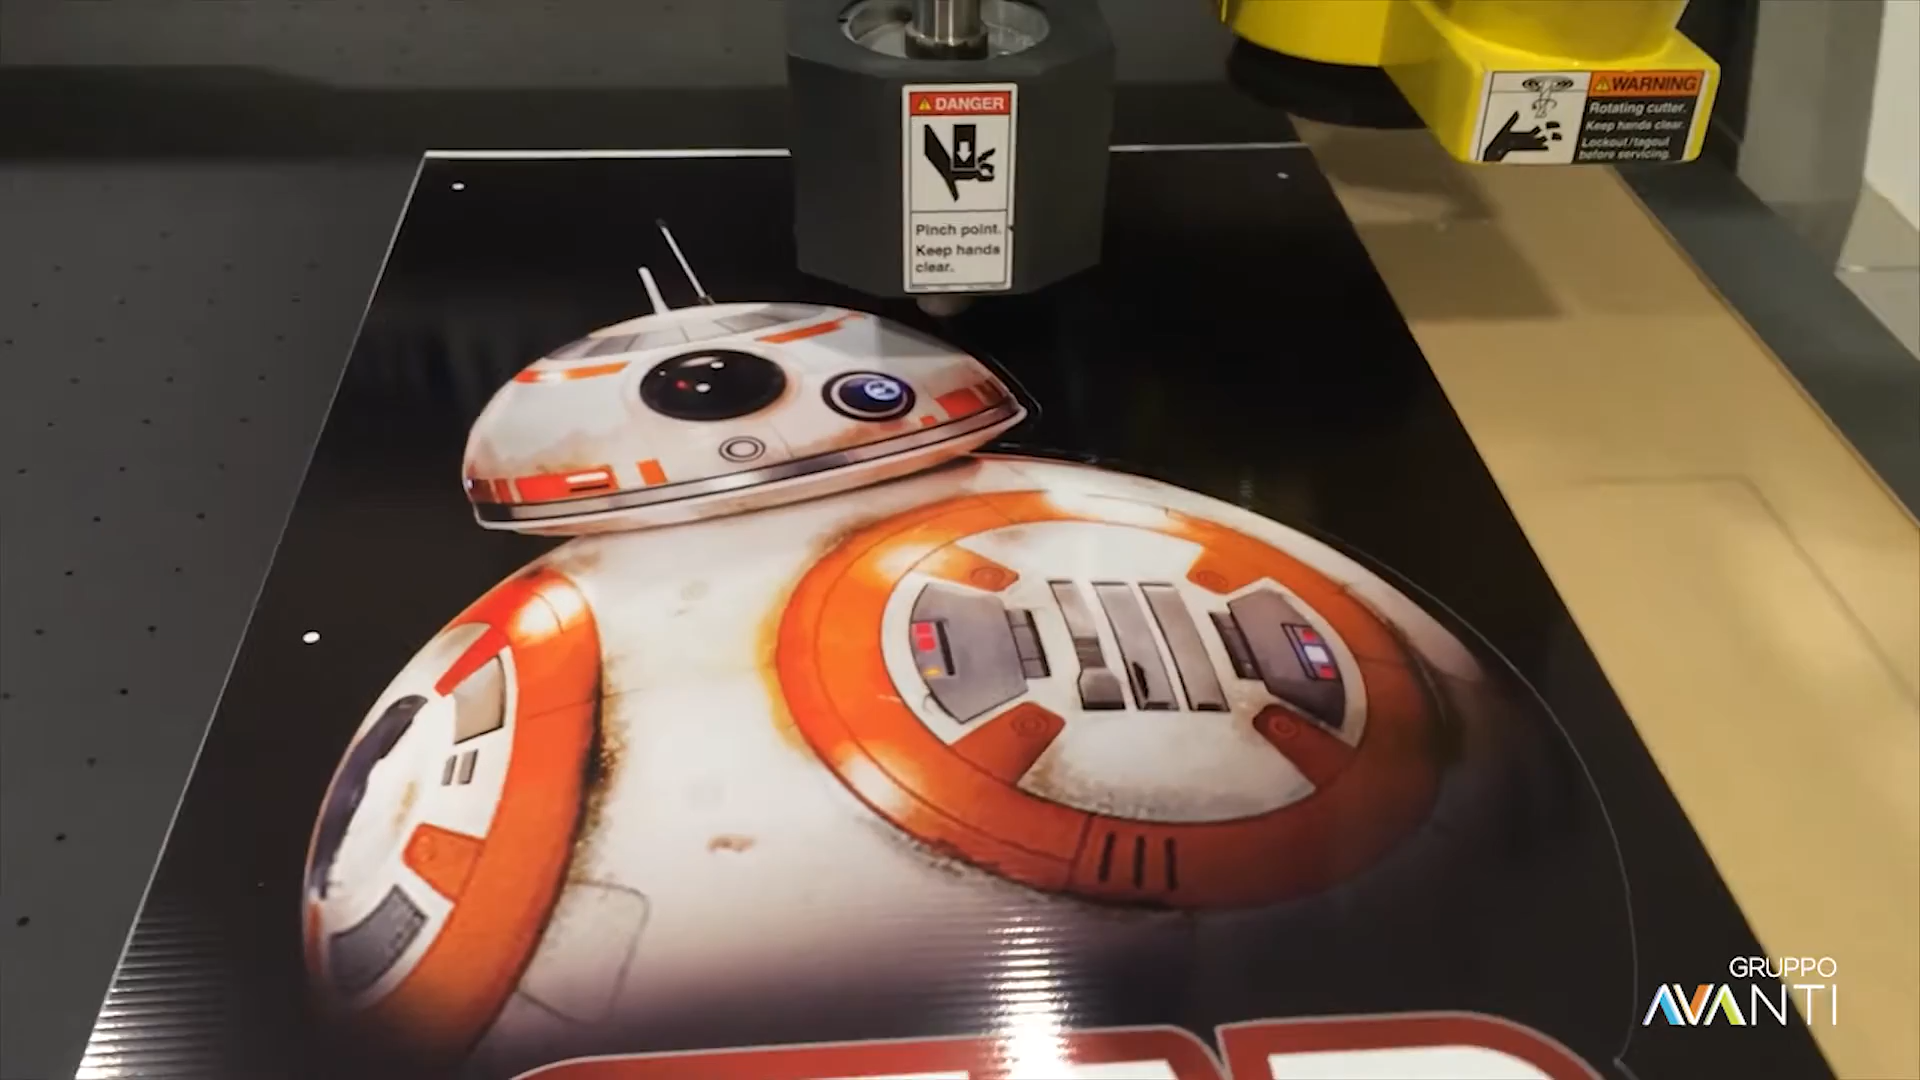 DANGER
Pinch point.
Keep hands
clear.
WARNING
Rotating cutter.
Keep hands clear.
Lockout/tagout
before servicing.
GRUPPO
AVANTI